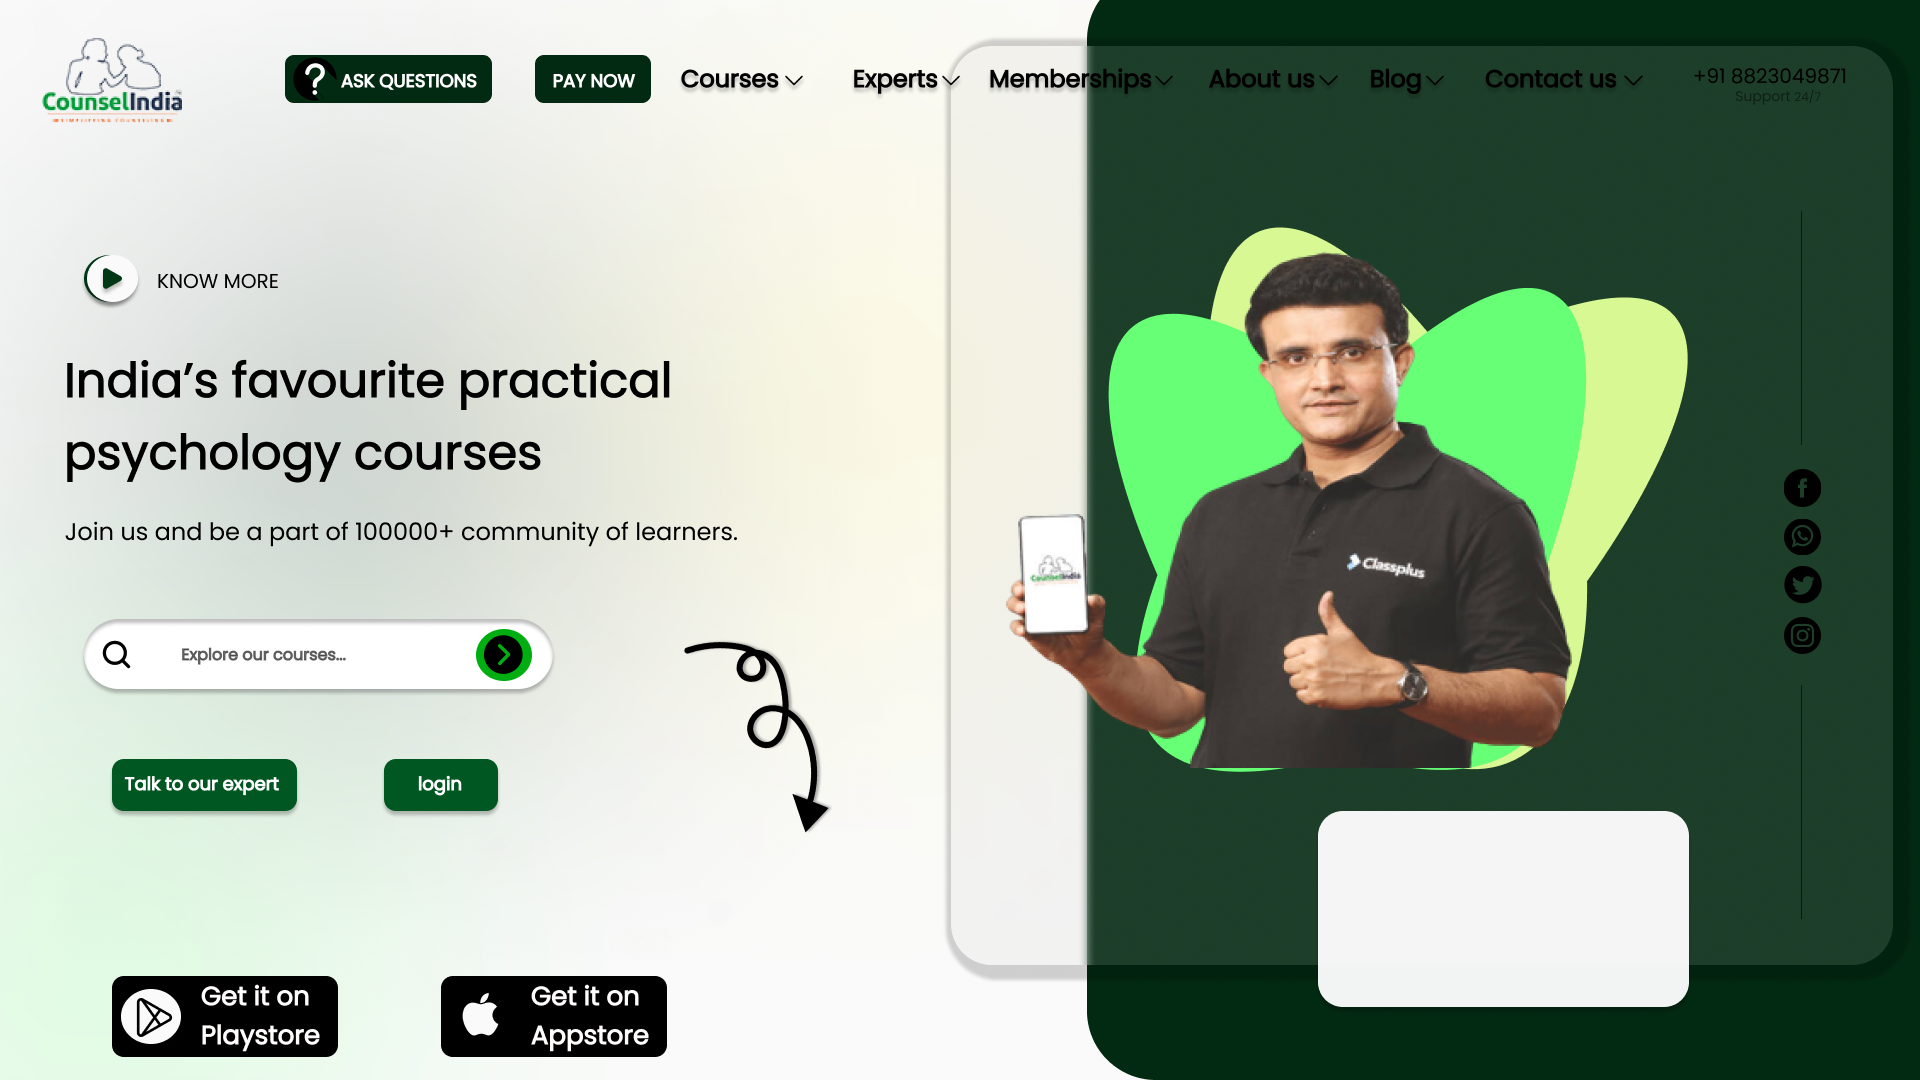 CounselIndia
ASK QUESTIONS
PAY NOW
Courses
Experts
Memberships
About us
Blog
Contact us
+91 8823049871
Support 24/7
KNOW MORE
India’s favourite practical
psychology courses
Join us and be a part of 100000+ community of learners.
Explore our courses...
Talk to our expert
login
CounselIndia
Classplus
Get it on
Playstore
Get it on
Appstore